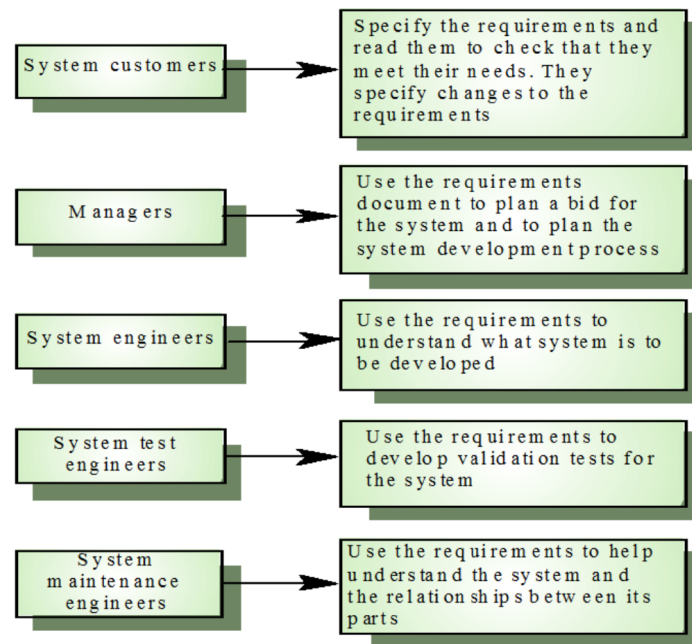 System customers
Specify the requirements and
read them to check that they
meet their needs. They
specify changes to the
requirements
Managers
Use the requirements
document to plan a bid for
the system and to plan the
system development process
System engineers
Use the requirements to
understand what system is to
be developed
System test
engineers
Use the requirements to
develop validation tests for
the system
System
maintenance
engineers
Use the requirements to help
understand the system and
the relationships between its
parts